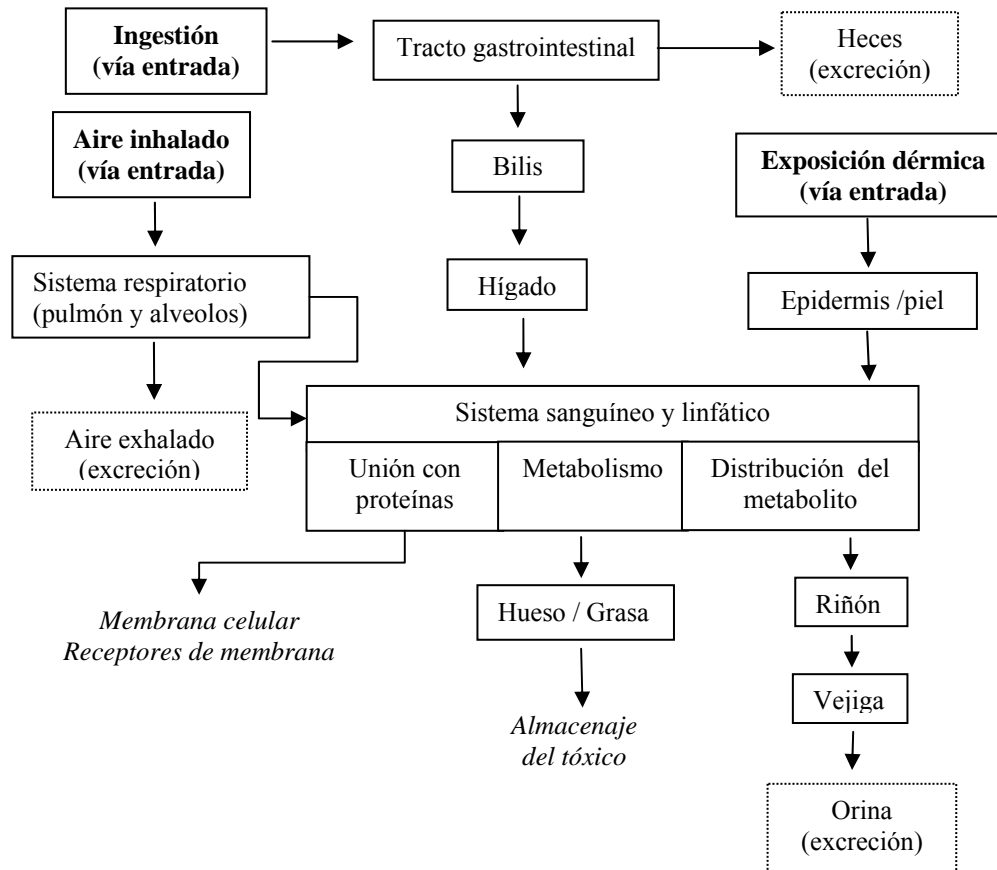 Ingestión
(vía entrada)
Tracto gastrointestinal
Heces
(excreción)
Aire inhalado
(vía entrada)
Bilis
Exposición dérmica
(vía entrada)
Sistema respiratorio
(pulmón y alveolos)
Hígado
Epidermis /piel
Aire exhalado
(excreción)
Sistema sanguíneo y linfático
Unión con
proteínas
Metabolismo
Distribución del
metabolito
Membrana celular
Receptores de membrana
Hueso / Grasa
Riñón
Almacenaje
del tóxico
Vejiga
Orina
(excreción)